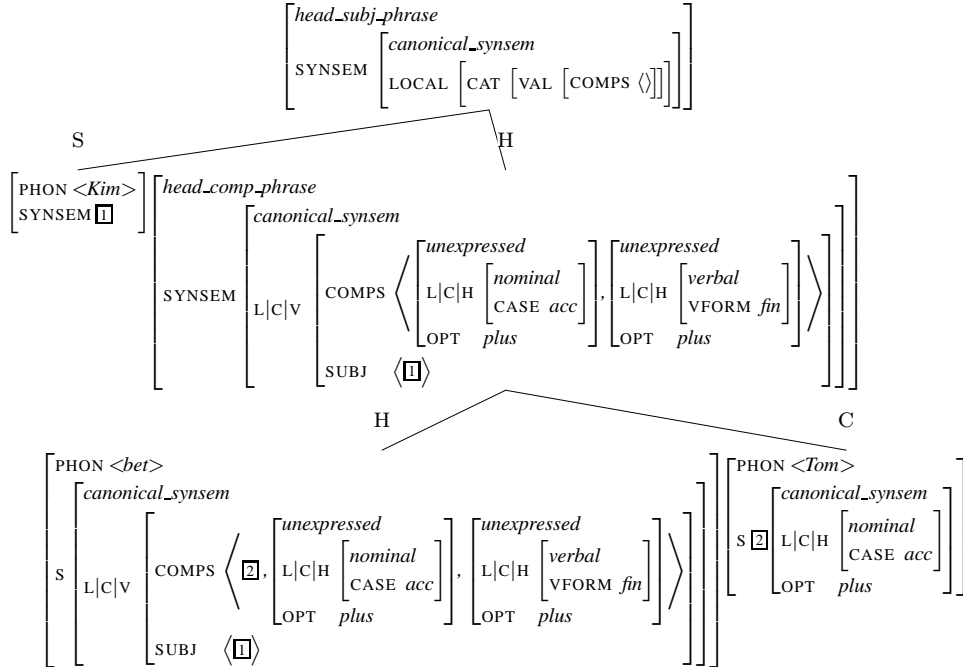 head_subj_phrase
canonical_synsem
SYNSEM
LOCAL [CAT [VAL [COMPS ⟨⟩]]]
S H
PHON <Kim>
SYNSEM 1
head_comp_phrase
canonical_synsem
unexpressed unexpressed
nominal verbal
SYNSEM L|C|V COMPS ⟨ L|C|H CASE acc , L|C|H VFORM fin ⟩
OPT plus OPT plus
SUBJ ⟨1⟩
H C
PHON <bet>
canonical_synsem
unexpressed unexpressed
nominal verbal
S L|C|V COMPS ⟨ 2 , L|C|H CASE acc , L|C|H VFORM fin ⟩
OPT plus OPT plus
SUBJ ⟨1⟩
PHON <Tom>
canonical_synsem
nominal
S 2 L|C|H CASE acc
OPT plus